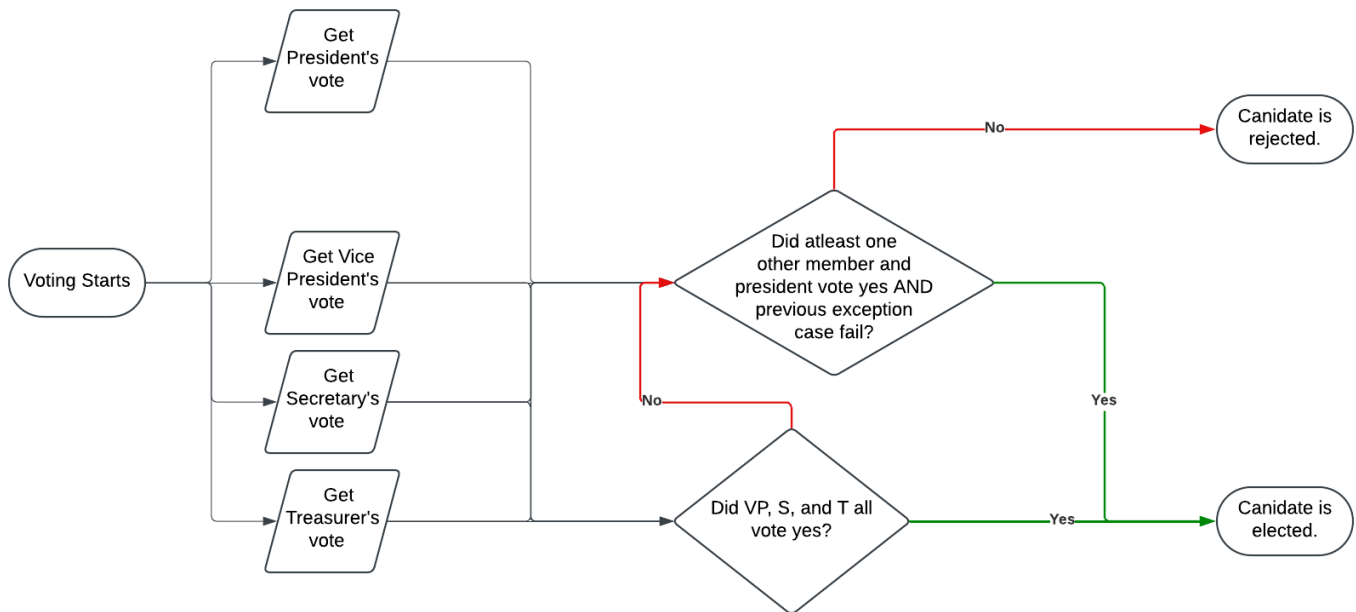 Get
President's
vote
No
Canidate is
rejected.
Did atleast one
other member and
president vote yes AND
previous exception
case fail?
Voting Starts
Get Vice
President's
vote
Get
Secretary's
vote
No
Yes
Get
Treasurer's
vote
Did VP, S, and T all
vote yes?
Yes
Canidate is
elected.